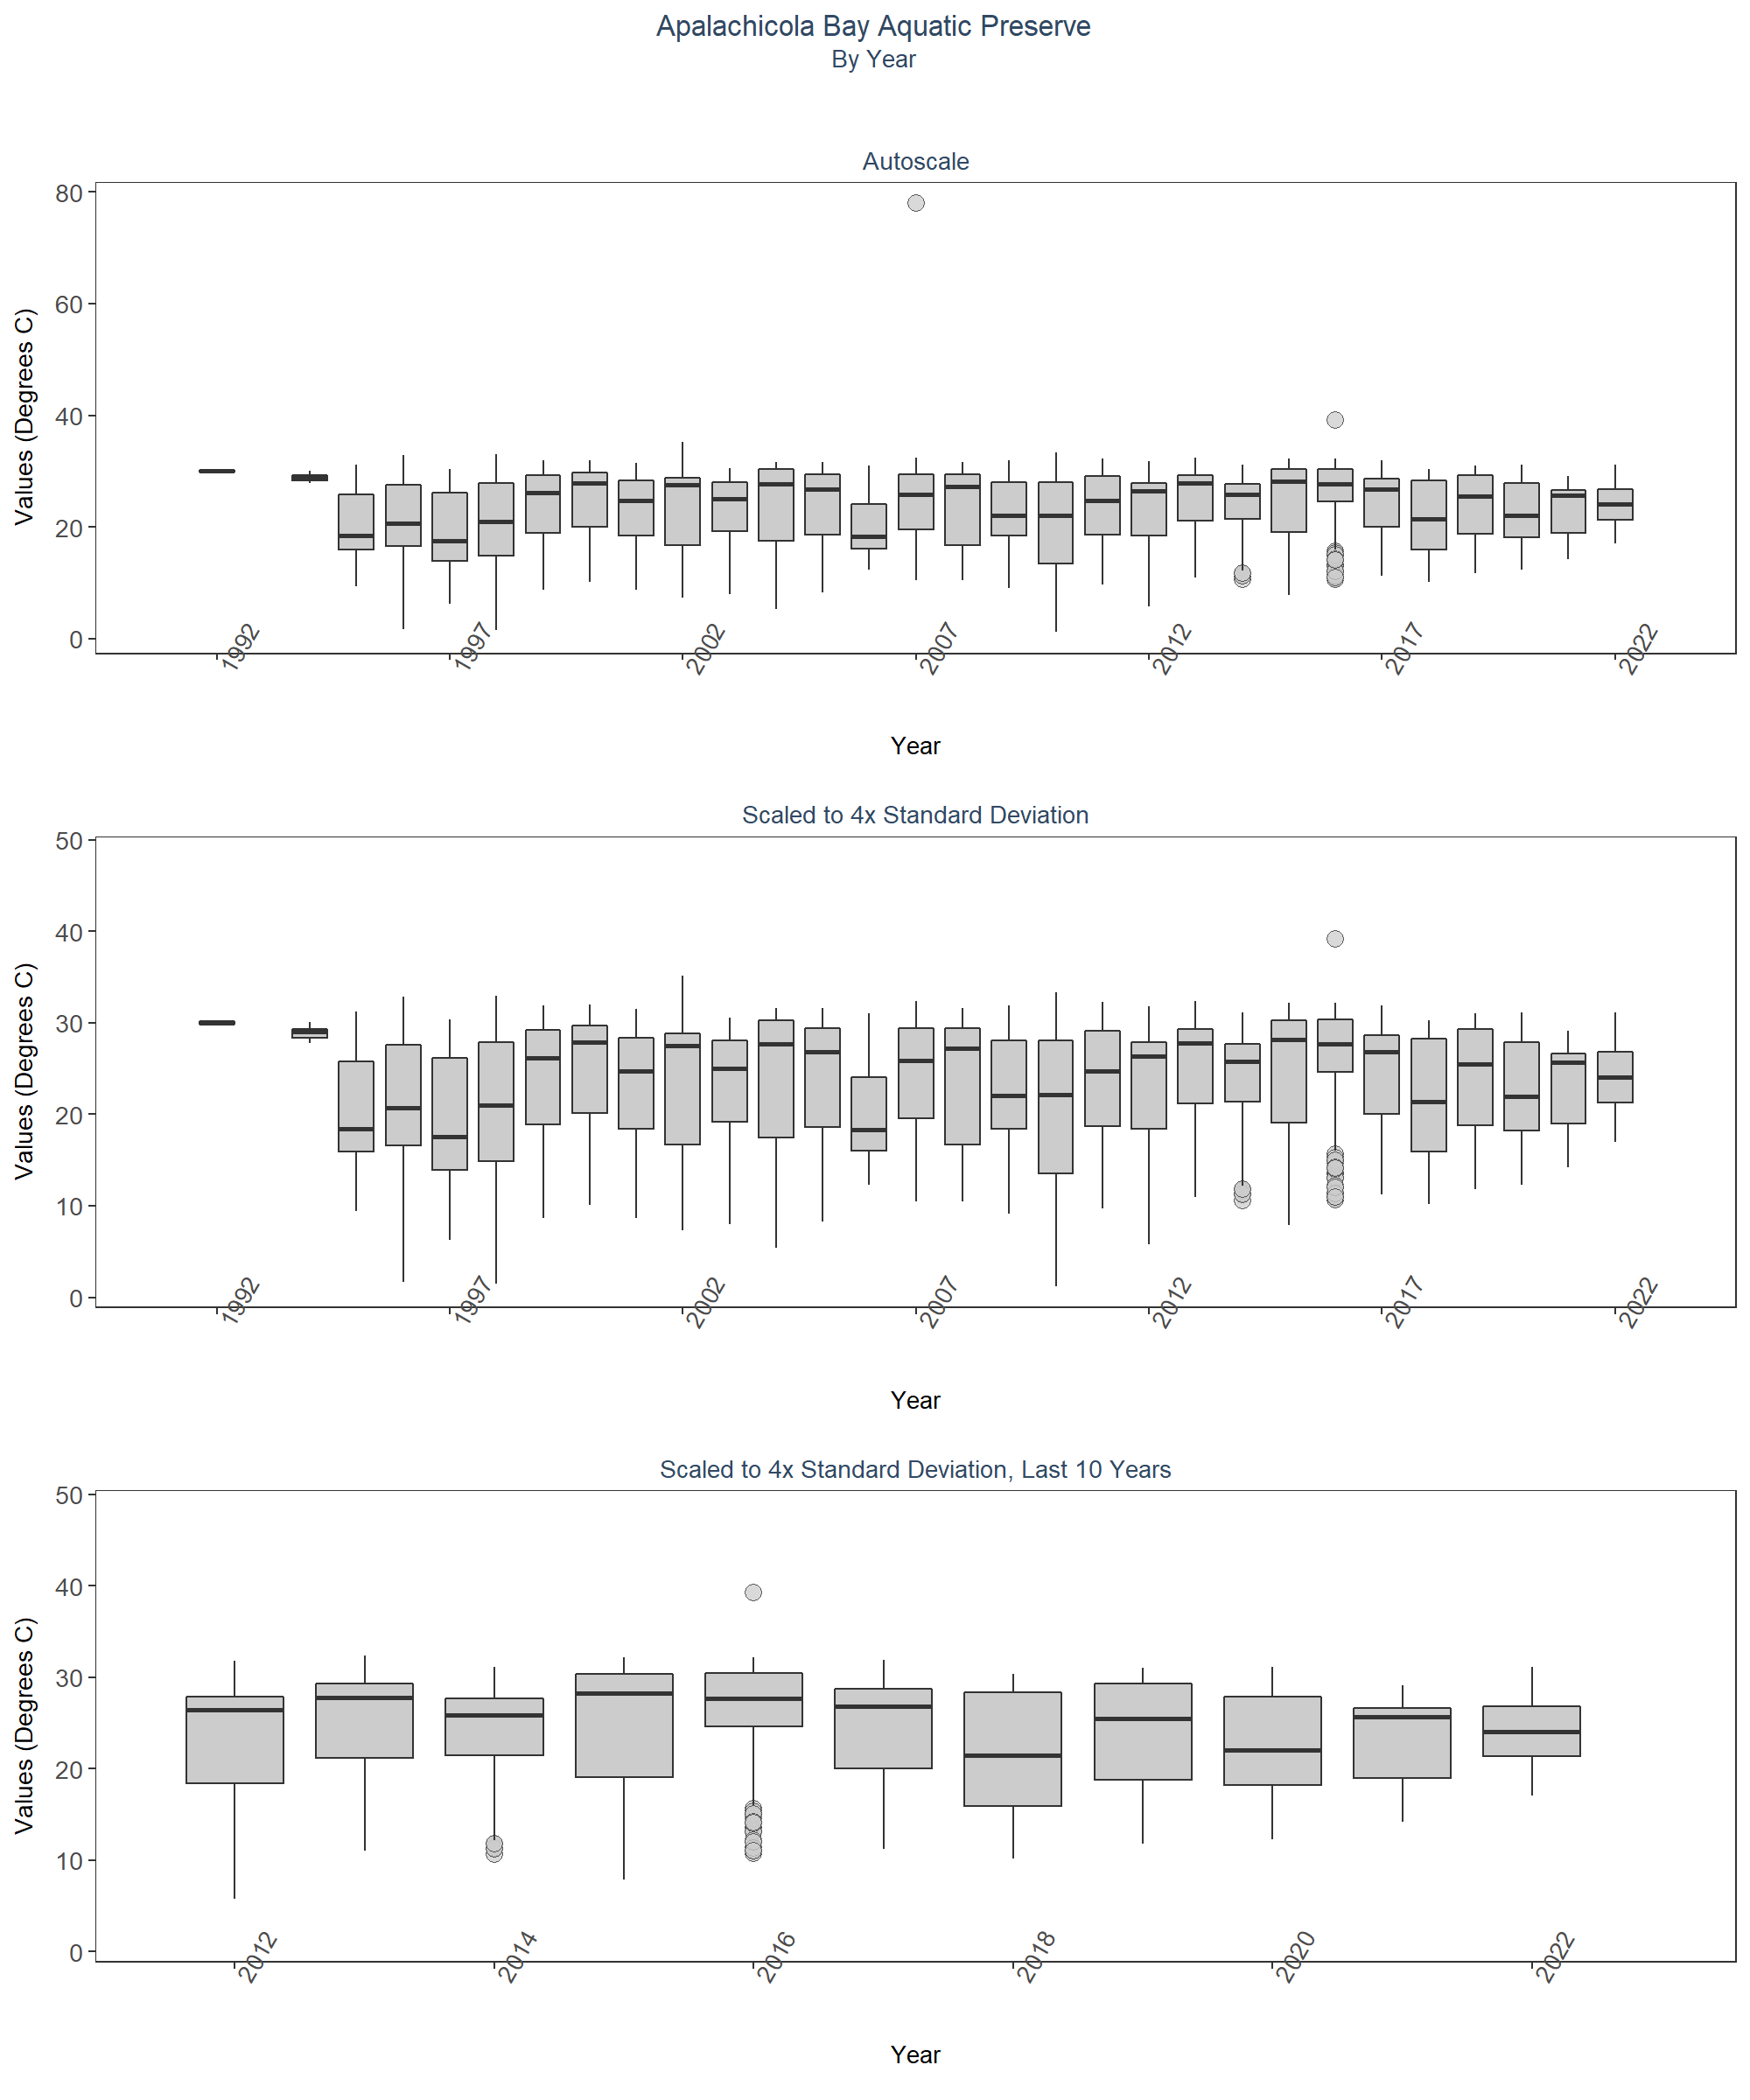 Apalachicola Bay Aquatic Preserve
By Year
Autoscale
80
60
40
20
0
Values (Degrees C)
1992 1997 2002 2007 2012 2017 2022
Year
Scaled to 4x Standard Deviation
50
40
30
20
10
0
Values (Degrees C)
1992 1997 2002 2007 2012 2017 2022
Year
Scaled to 4x Standard Deviation, Last 10 Years
50
40
30
20
10
0
Values (Degrees C)
2012 2014 2016 2018 2020 2022
Year